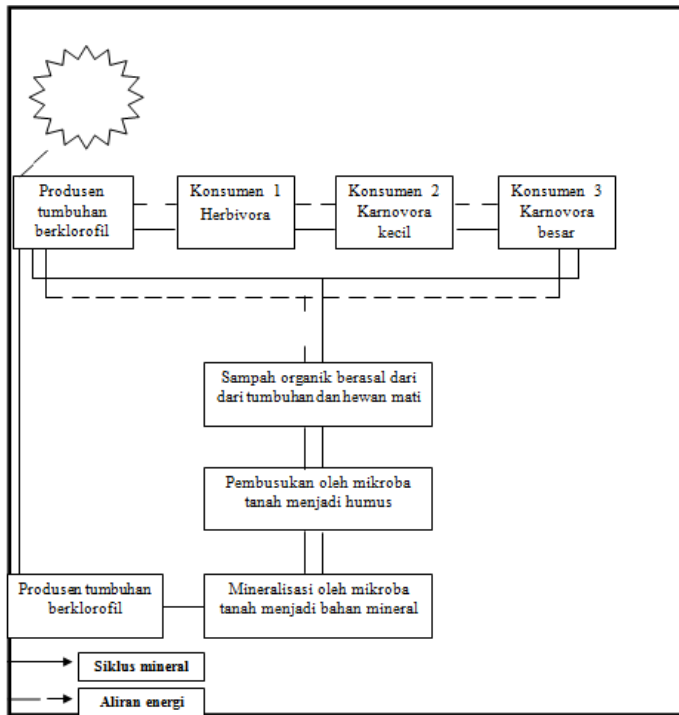 Produsen
tumbuhan
berklorofil
Konsumen 1
Herbivora
Konsumen 2
Karnovora
kecil
Konsumen 3
Karnovora
besar
Sampah organik berasal dari
dari tumbuhan dan hewan mati
Pembusukan oleh mikroba
tanah menjadi humus
Produsen tumbuhan
berklorofil
Mineralisasi oleh mikroba
tanah menjadi bahan mineral
Siklus mineral
Aliran energi